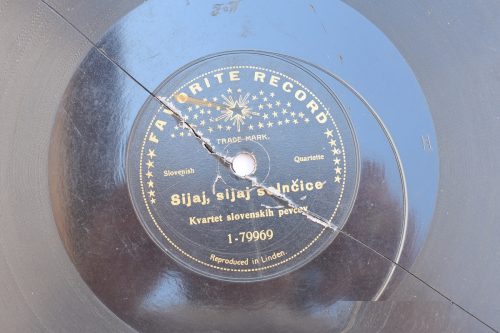 FAVORITE RECORD
TRADE-MARK.
Slovenish Quartette
Sijaj, sijaj solnčice
Kvartet slovenskih pevcev
1-79969
Reproduced in Linden.